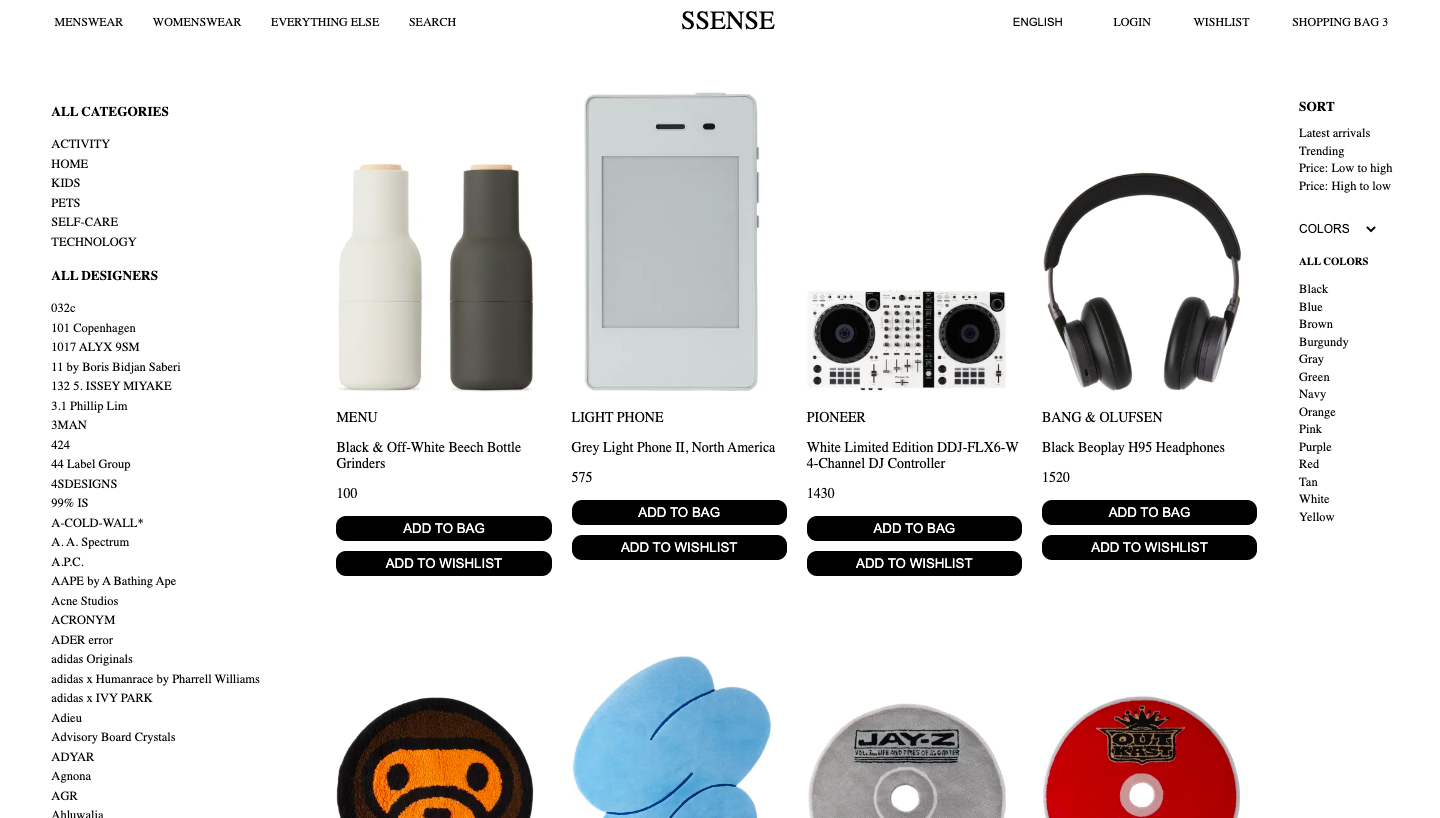 MENSWEAR
WOMENSWEAR
EVERYTHING ELSE
SEARCH
SSENSE
ENGLISH
LOGIN
WISHLIST
SHOPPING BAG 3
ALL CATEGORIES
ACTIVITY
HOME
KIDS
PETS
SELF-CARE
TECHNOLOGY
ALL DESIGNERS
032c
101 Copenhagen
1017 ALYX 9SM
11 by Boris Bidjan Saberi
132 5. ISSEY MIYAKE
3.1 Phillip Lim
3MAN
424
44 Label Group
4SDESIGNS
99% IS
A-COLD-WALL*
A. A. Spectrum
A.P.C.
AAPE by A Bathing Ape
Acne Studios
ACRONYM
ADER error
adidas Originals
adidas x Humanrace by Pharrell Williams
adidas x IVY PARK
Adieu
Advisory Board Crystals
ADYAR
Agnona
AGR
Ahluwalia
MENU
Black & Off-White Beech Bottle
Grinders
100
ADD TO BAG
ADD TO WISHLIST
LIGHT PHONE
Grey Light Phone II, North America
575
ADD TO BAG
ADD TO WISHLIST
PIONEER
White Limited Edition DDJ-FLX6-W
4-Channel DJ Controller
1430
ADD TO BAG
ADD TO WISHLIST
BANG & OLUFSEN
Black Beoplay H95 Headphones
1520
ADD TO BAG
ADD TO WISHLIST
JAY-Z
VOL. 3... LIFE AND TIMES OF S. CARTER
OUT
KAST
SORT
Latest arrivals
Trending
Price: Low to high
Price: High to low
COLORS
ALL COLORS
Black
Blue
Brown
Burgundy
Gray
Green
Navy
Orange
Pink
Purple
Red
Tan
White
Yellow